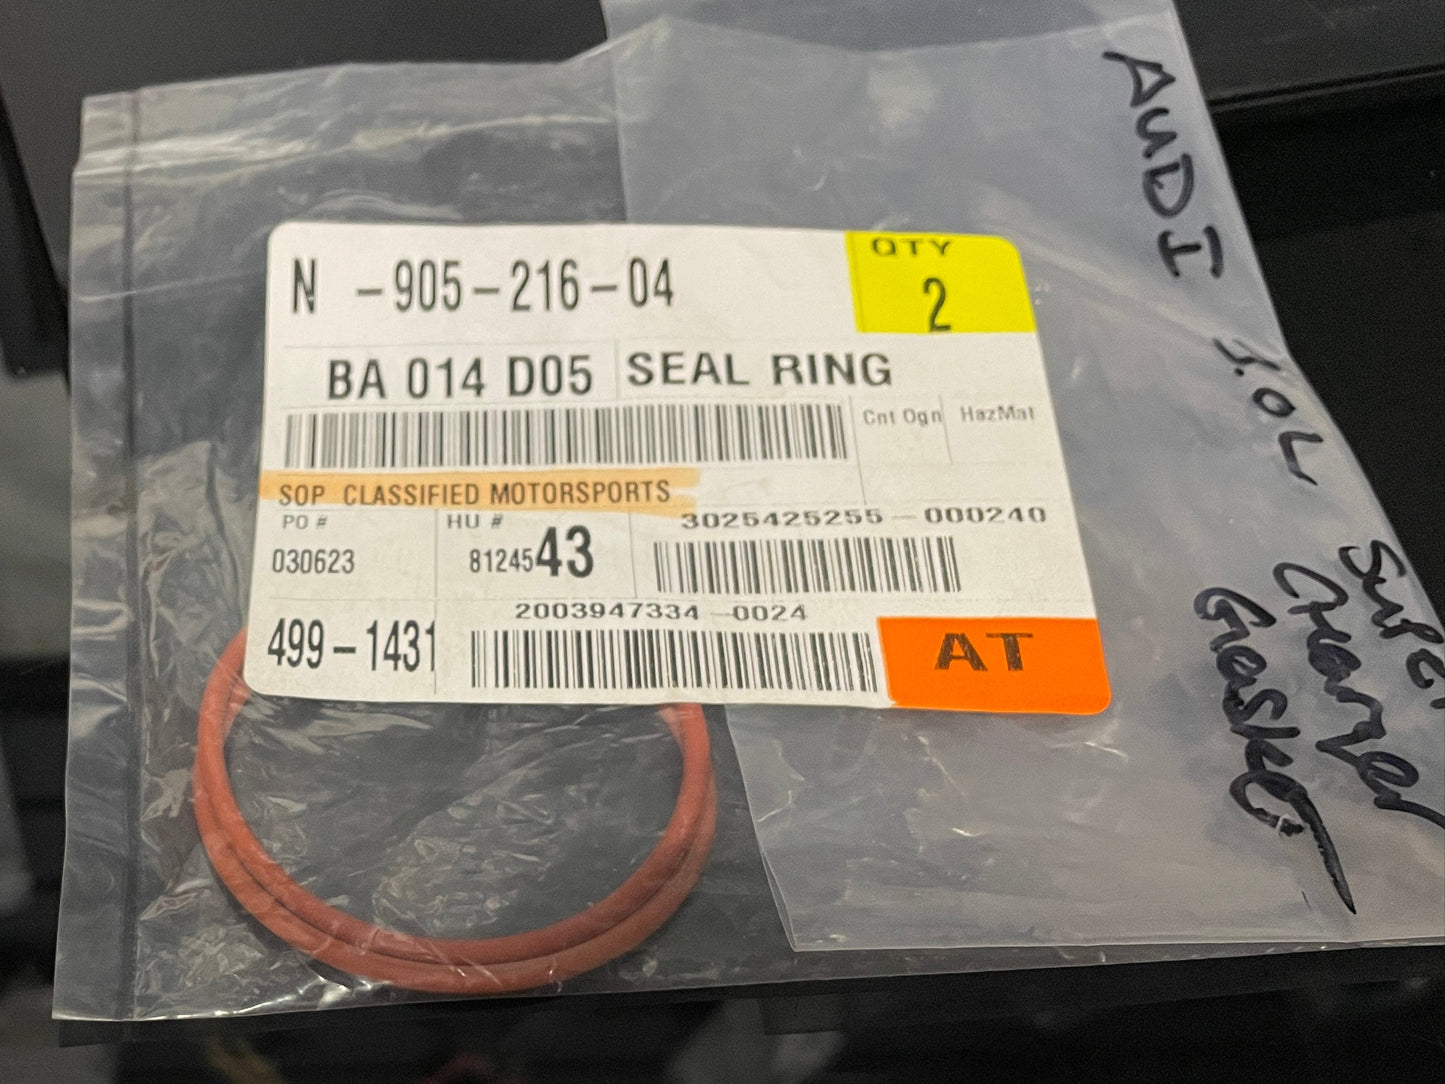 N -905-216-04
QTY
2
BA 014 D05
SEAL RING
Cnt Ogn
HazMat
SOP CLASSIFIED MOTORSPORTS
PO #
030623
HU #
8124543
3025425255-000240
499-1431
2003947334-0024
AT
AUDI
3.0L
Super
Charger
Gasket